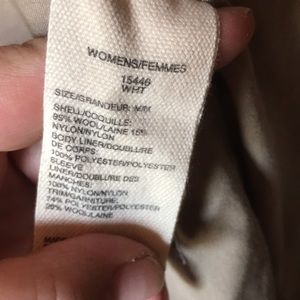 WOMENS/FEMMES
15446
WHT
SIZE/GRANDEUR: M/M
SHELL/COQUILLE:
85% WOOL/LAINE 15%
NYLON/NYLON
BODY LINER/DOUBLURE
DE CORPS:
100% POLYESTER/POLYESTER
SLEEVE
LINER/DOUBLURE DES
MANCHES:
100% NYLON/NYLON
TRIM/GARNITURE:
74% POLYESTER/POLYESTER
26% WOOL/LAINE